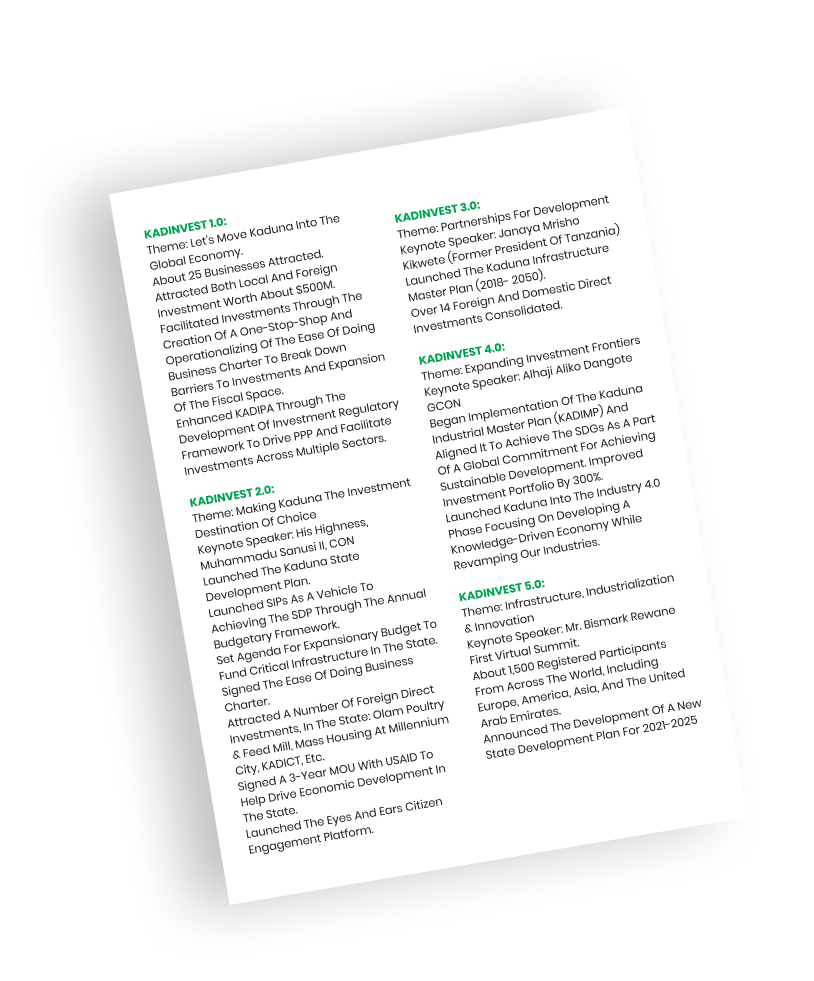 KADINVEST 1.0:
Theme: Let's Move Kaduna Into The
Global Economy.
About 25 Businesses Attracted.
Attracted Both Local And Foreign
Investment Worth About $500M.
Facilitated Investments Through The
Creation Of A One-Stop-Shop And
Operationalizing Of The Ease Of Doing
Business Charter To Break Down
Barriers To Investments And Expansion
Of The Fiscal Space.
Enhanced KADIPA Through The
Development Of Investment Regulatory
Framework To Drive PPP And Facilitate
Investments Across Multiple Sectors.
KADINVEST 2.0:
Theme: Making Kaduna The Investment
Destination Of Choice
Keynote Speaker: His Highness,
Muhammadu Sanusi II, CON
Launched The Kaduna State
Development Plan.
Launched SIPs As A Vehicle To
Achieving The SDP Through The Annual
Budgetary Framework.
Set Agenda For Expansionary Budget To
Fund Critical Infrastructure In The State.
Signed The Ease Of Doing Business
Charter.
Attracted A Number Of Foreign Direct
Investments, In The State: Olam Poultry
& Feed Mill, Mass Housing At Millennium
City, KADICT, Etc.
Signed A 3-Year MOU With USAID To
Help Drive Economic Development In
The State.
Launched The Eyes And Ears Citizen
Engagement Platform.
KADINVEST 3.0:
Theme: Partnerships For Development
Keynote Speaker: Janaya Mrisho
Kikwete (Former President Of Tanzania)
Launched The Kaduna Infrastructure
Master Plan (2018- 2050).
Over 14 Foreign And Domestic Direct
Investments Consolidated.
KADINVEST 4.0:
Theme: Expanding Investment Frontiers
Keynote Speaker: Alhaji Aliko Dangote
GCON
Began Implementation Of The Kaduna
Industrial Master Plan (KADIMP) And
Aligned It To Achieve The SDGs As A Part
Of A Global Commitment For Achieving
Sustainable Development. Improved
Investment Portfolio By 300%.
Launched Kaduna Into The Industry 4.0
Phase Focusing On Developing A
Knowledge-Driven Economy While
Revamping Our Industries.
KADINVEST 5.0:
Theme: Infrastructure, Industrialization
& Innovation
Keynote Speaker: Mr. Bismark Rewane
First Virtual Summit.
About 1,500 Registered Participants
From Across The World, Including
Europe, America, Asia, And The United
Arab Emirates.
Announced The Development Of A New
State Development Plan For 2021-2025